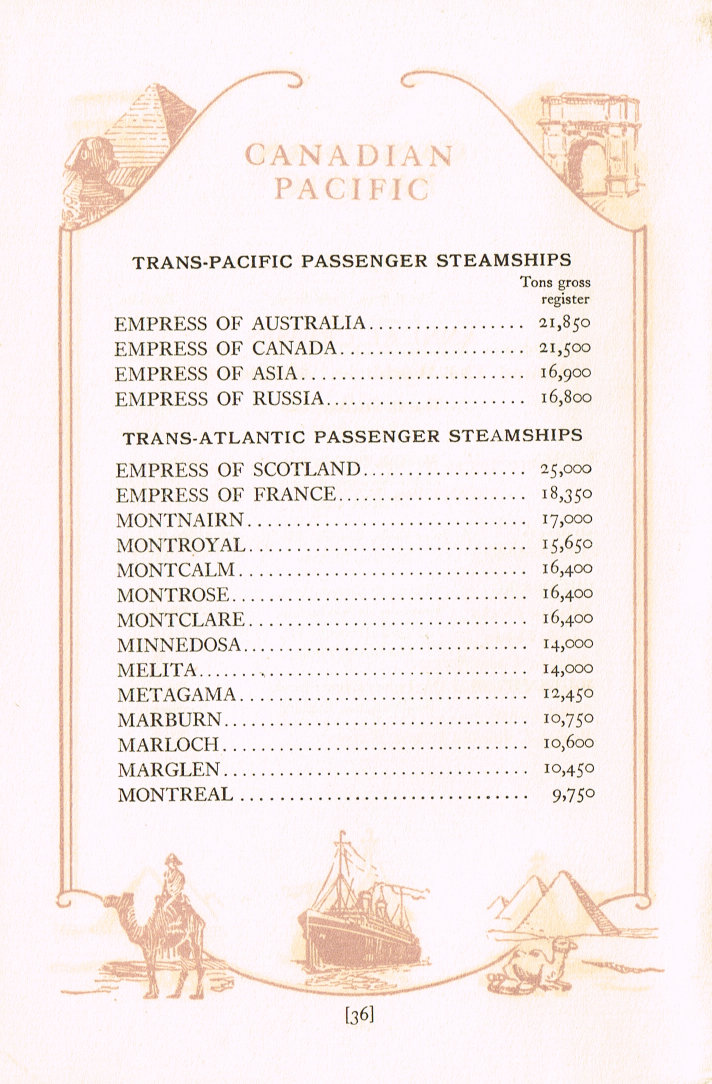 CANADIAN
PACIFIC
TRANS-PACIFIC PASSENGER STEAMSHIPS
Tons gross
register
EMPRESS OF AUSTRALIA................. 21,850
EMPRESS OF CANADA.................... 21,500
EMPRESS OF ASIA........................ 16,900
EMPRESS OF RUSSIA...................... 16,800
TRANS-ATLANTIC PASSENGER STEAMSHIPS
EMPRESS OF SCOTLAND.................. 25,000
EMPRESS OF FRANCE.................... 18,350
MONTNAIRN............................. 17,000
MONTROYAL............................. 15,650
MONTCALM.............................. 16,400
MONTROSE............................... 16,400
MONTCLARE............................. 16,400
MINNEDOSA............................. 14,000
MELITA.................................. 14,000
METAGAMA.............................. 12,450
MARBURN................................ 10,750
MARLOCH................................ 10,600
MARGLEN................................ 10,450
MONTREAL .............................. 9,750
[36]